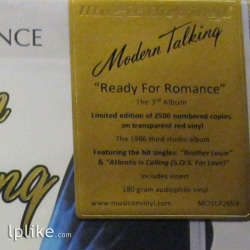 NCE
Modern Talking
"Ready For Romance"
The 3rd Album
Limited edition of 2500 numbered copies
on transparent red vinyl
The 1986 third studio album
Featuring the hit singles: "Brother Louie"
& "Atlantis Is Calling (S.O.S. For Love)"
Includes insert
180 gram audiophile vinyl
www.musiconvinyl.com
lplike.com